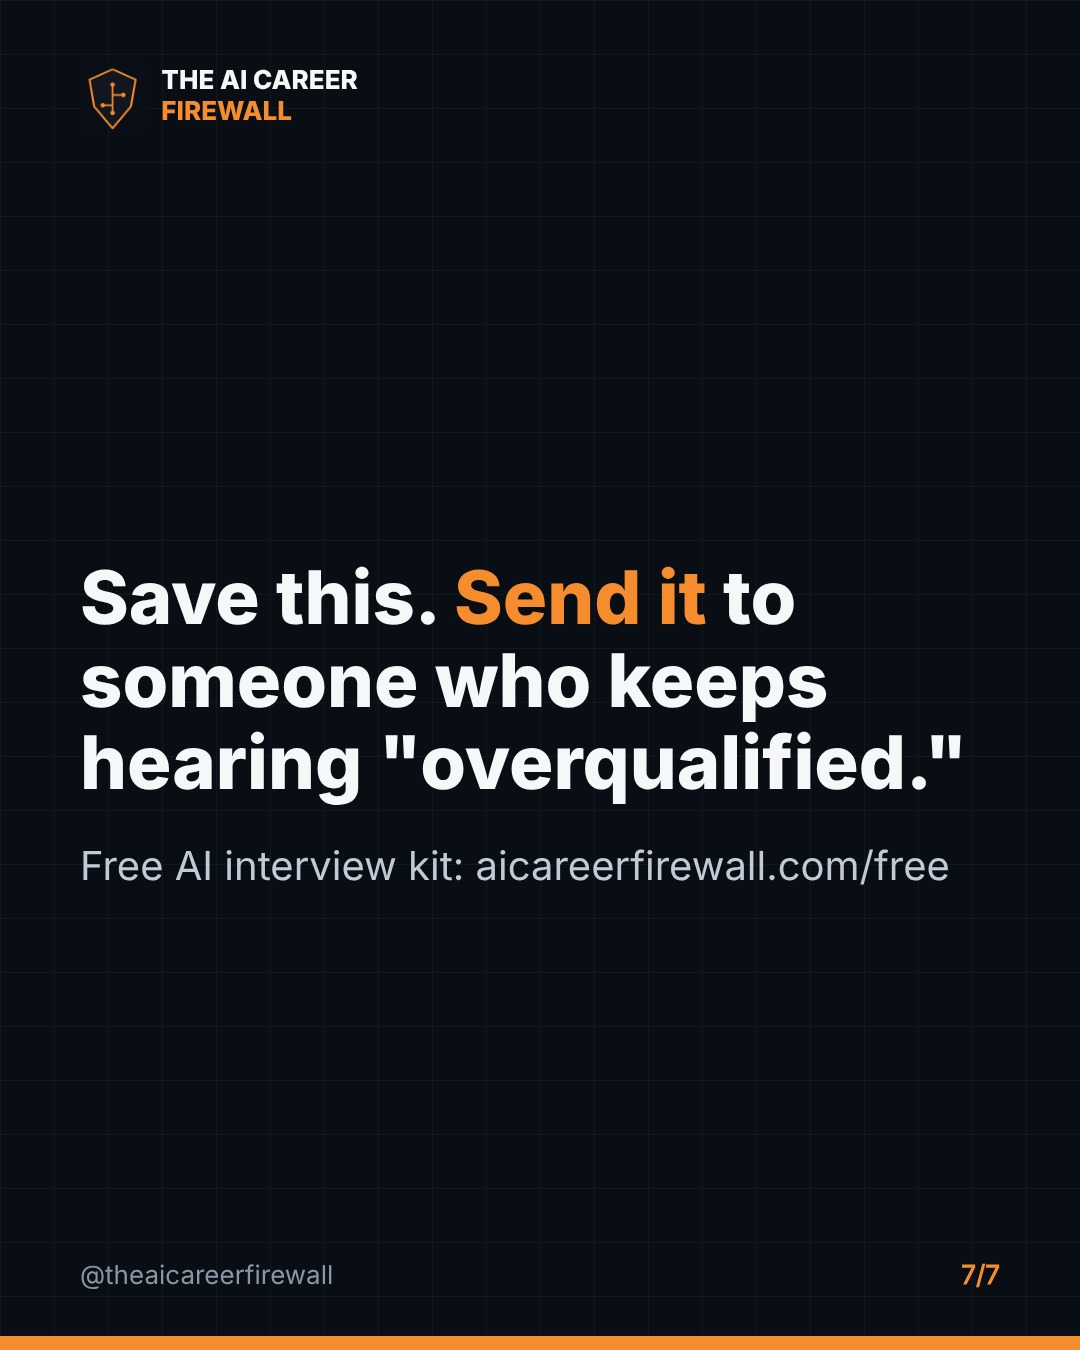 THE AI CAREER
FIREWALL
Save this. Send it to
someone who keeps
hearing "overqualified."
Free AI interview kit: aicareerfirewall.com/free
@theaicareerfirewall
7/7